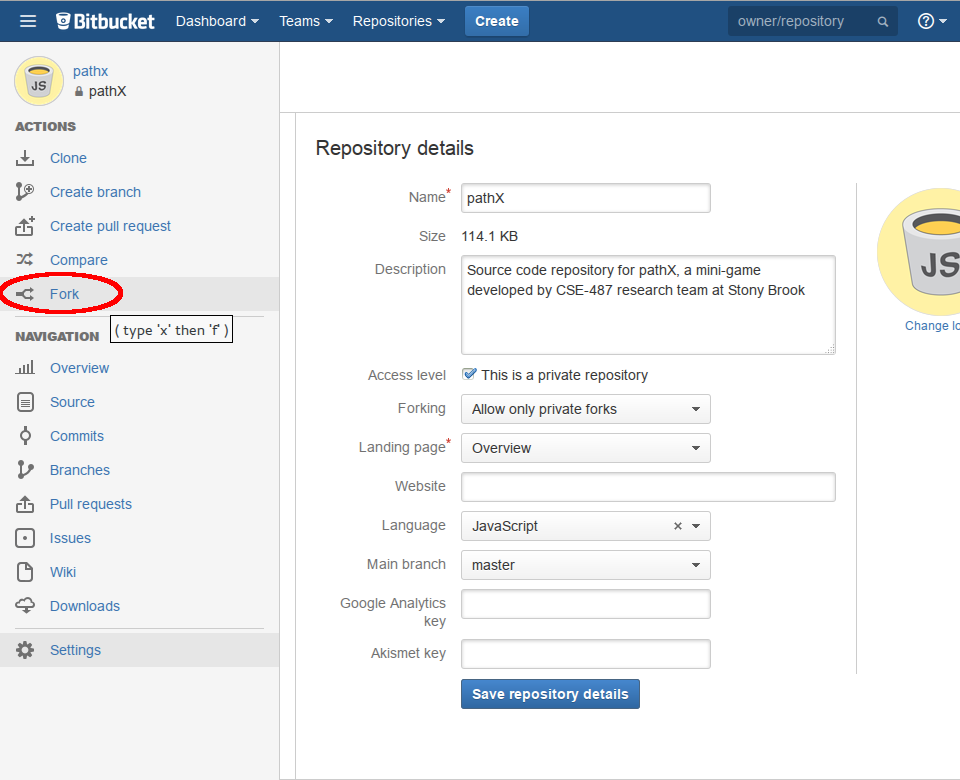 Bitbucket Dashboard Teams Repositories Create owner/repository ?
JS
pathx
pathX
ACTIONS
Clone
Create branch
Create pull request
Compare
Fork
(type 'x' then 'f')
NAVIGATION
Overview
Source
Commits
Branches
Pull requests
Issues
Wiki
Downloads
Settings
Repository details
Name* pathX
Size 114.1 KB
Description Source code repository for pathX, a mini-game
developed by CSE-487 research team at Stony Brook
Access level This is a private repository
Forking Allow only private forks
Landing page* Overview
Website
Language JavaScript ×
Main branch master
Google Analytics
key
Akismet key
Save repository details
JS
Change lo